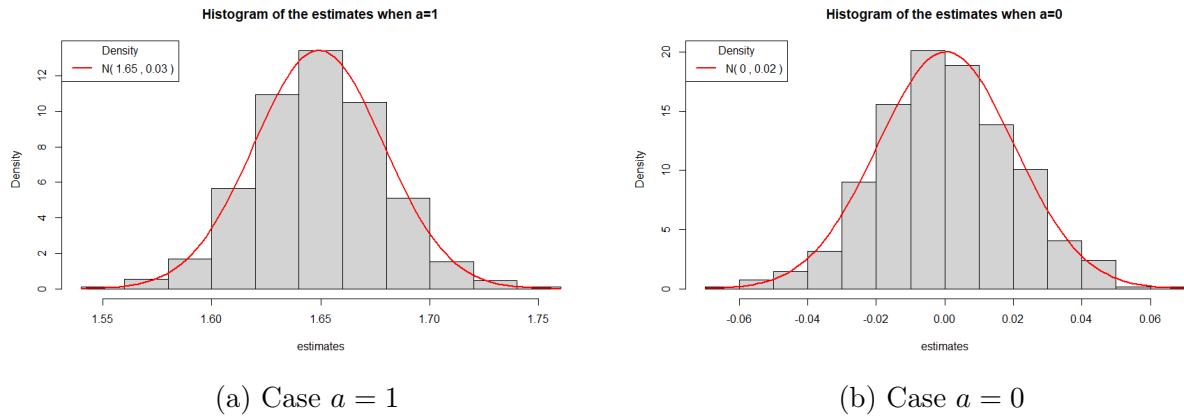 Histogram of the estimates when a=1
Density
N( 1.65 , 0.03 )
Density
0 2 4 6 8 12
1.55 1.60 1.65 1.70 1.75
estimates
(a) Case a = 1
Histogram of the estimates when a=0
Density
N( 0 , 0.02 )
Density
0 5 10 15 20
-0.06 -0.04 -0.02 0.00 0.02 0.04 0.06
estimates
(b) Case a = 0